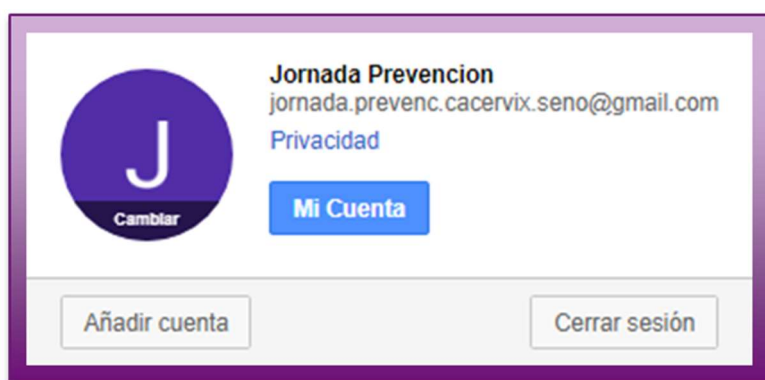 J
Cambiar
Jornada Prevencion
jornada.prevenc.cacervix.seno@gmail.com
Privacidad
Mi Cuenta
Añadir cuenta
Cerrar sesión